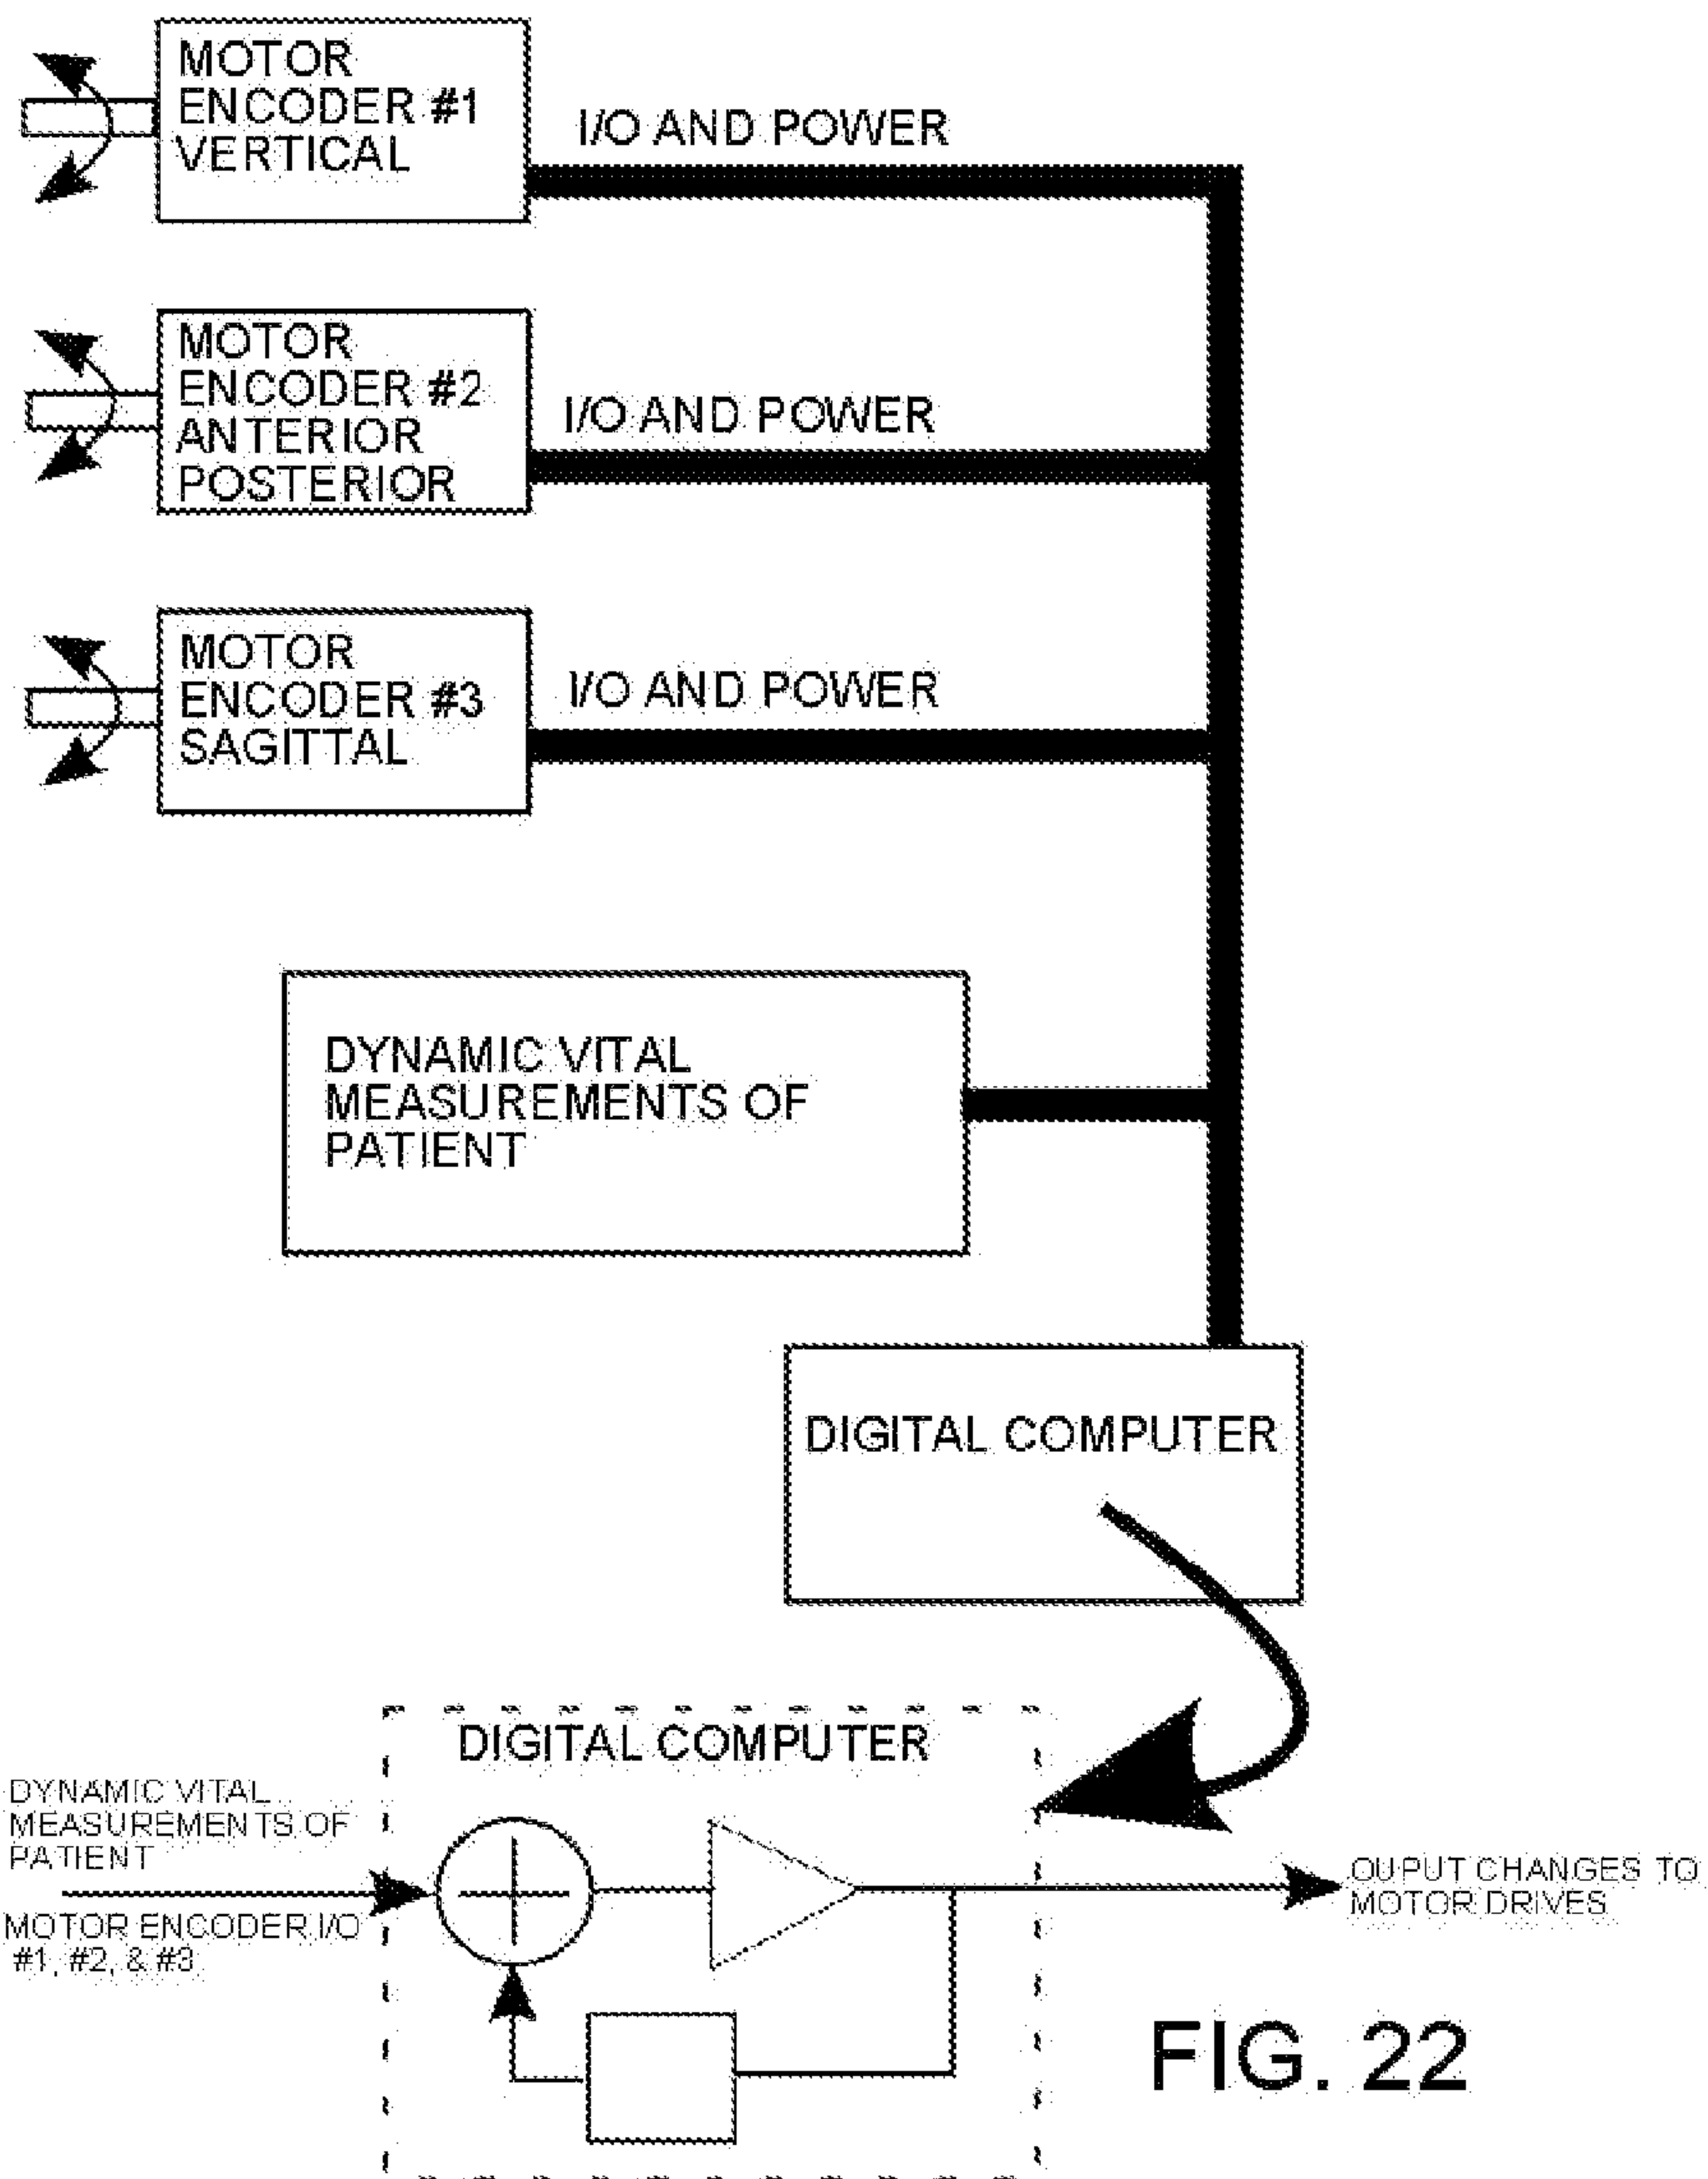 MOTOR
ENCODER #1
VERTICAL
I/O AND POWER
MOTOR
ENCODER #2
ANTERIOR
POSTERIOR
I/O AND POWER
MOTOR
ENCODER #3
SAGITTAL
I/O AND POWER
DYNAMIC VITAL
MEASUREMENTS OF
PATIENT
DIGITAL COMPUTER
DIGITAL COMPUTER
DYNAMIC VITAL
MEASUREMENTS OF
PATIENT
MOTOR ENCODER I/O
#1, #2, & #3
OUPUT CHANGES TO
MOTOR DRIVES
FIG. 22